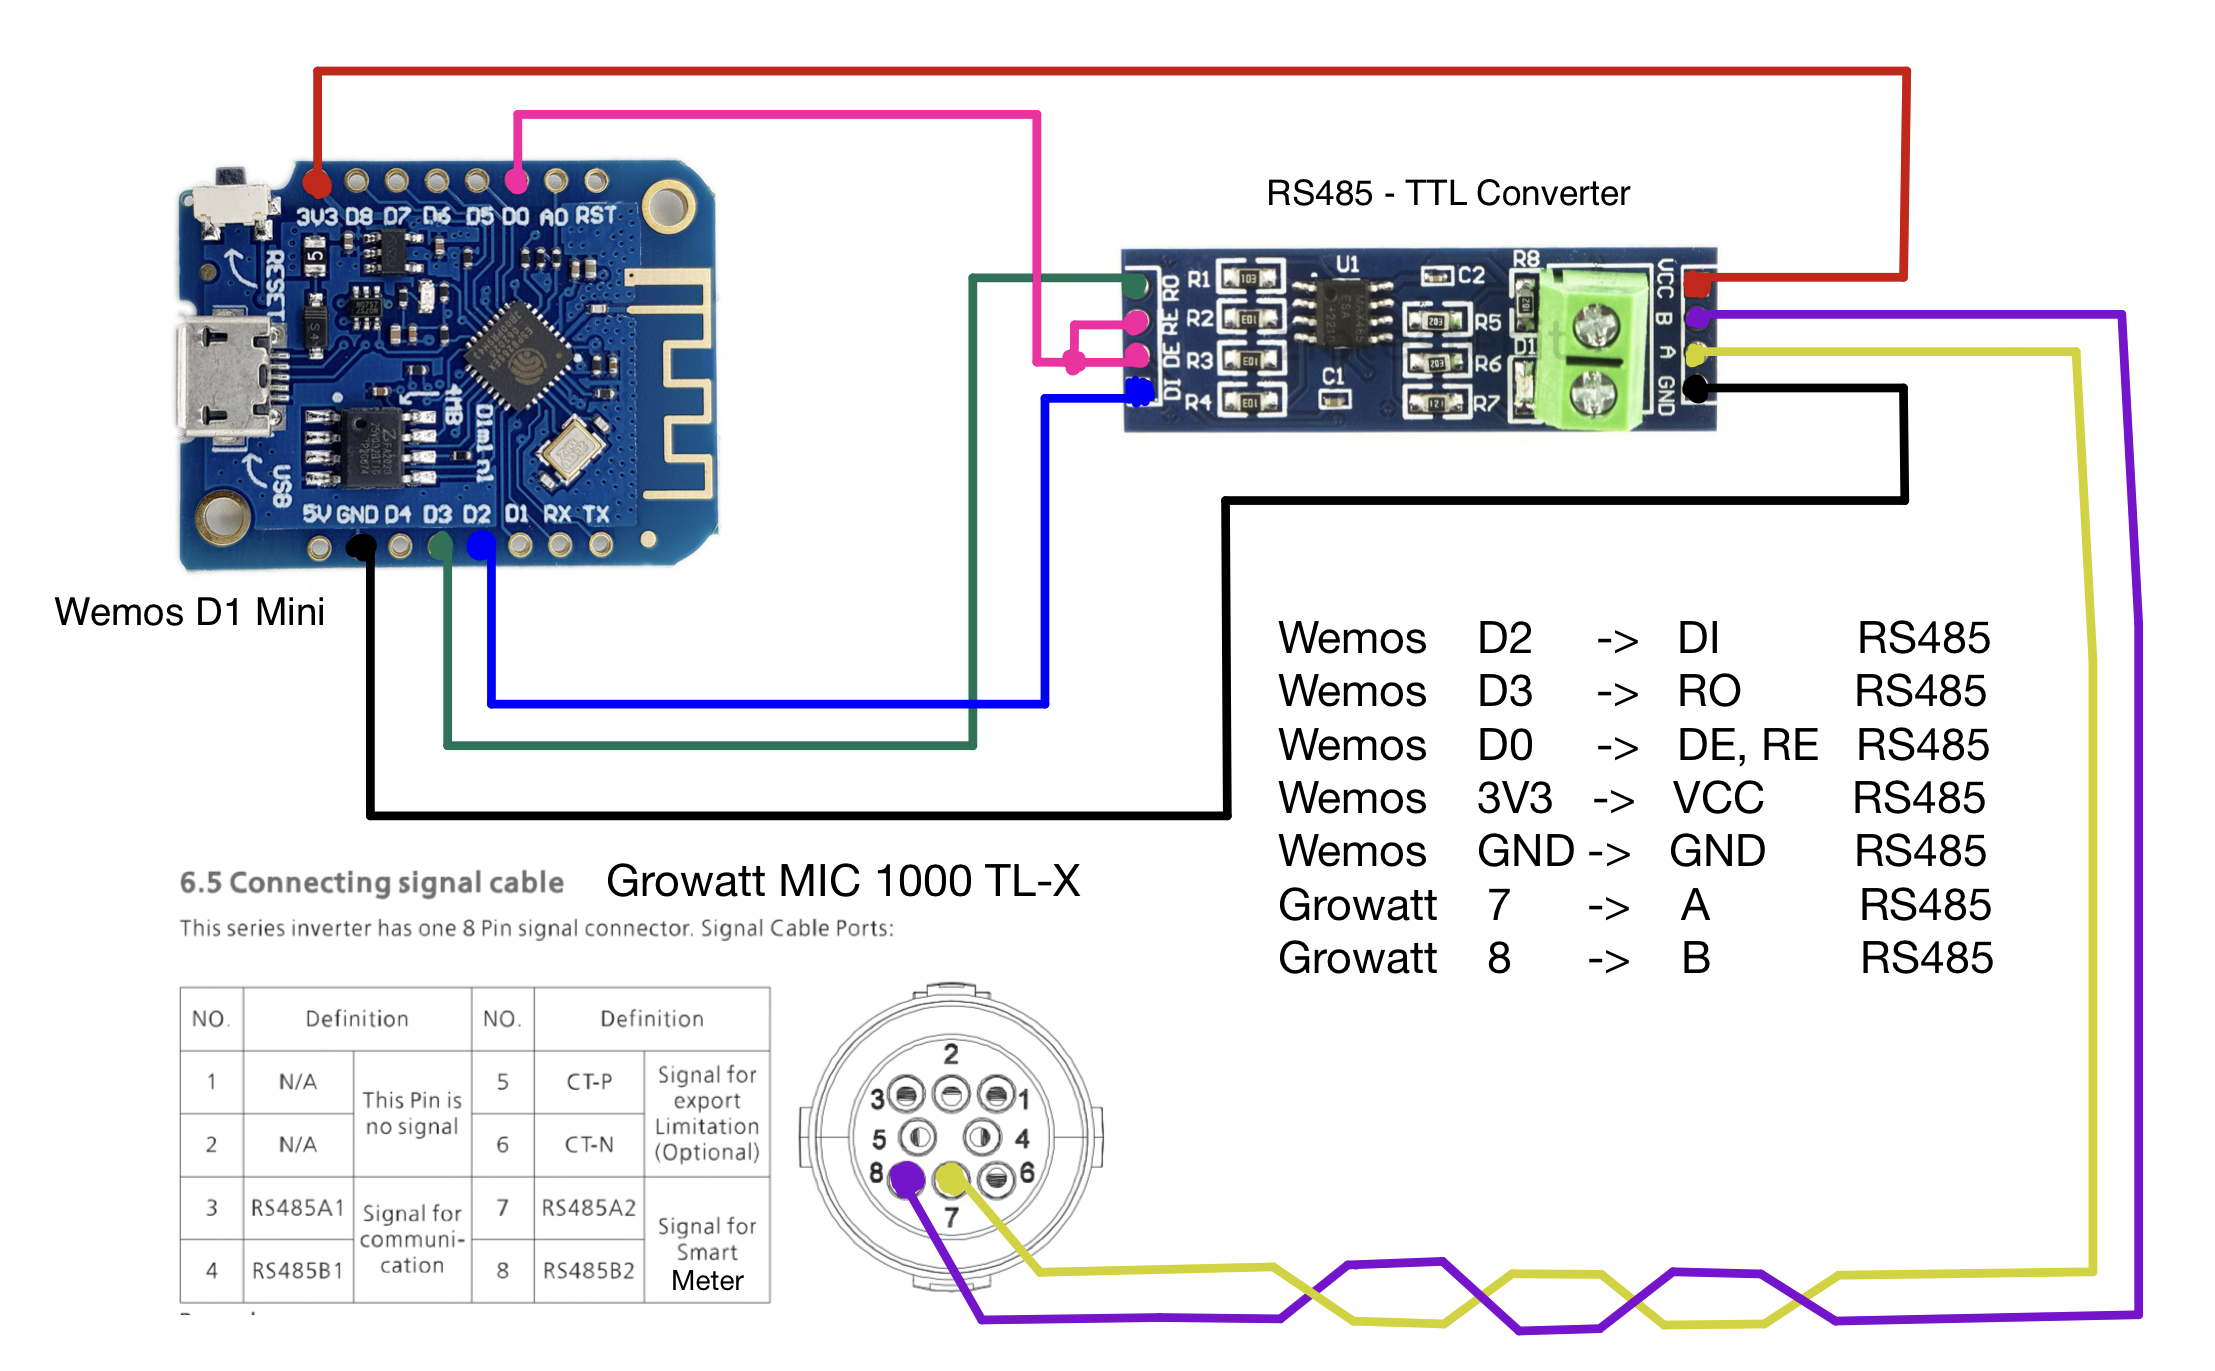 RS485 - TTL Converter
3V3 D8 D7 D6 D5 D0 A0 RST
RESET
USB
4MB
D1mini
5V GND D4 D3 D2 D1 RX TX
Wemos D1 Mini
RO
RE
DE
DI
R1
R2
R3
R4
U1
C1
C2
R5
R6
R7
R8
D1
VCC
B
A
GND
Wemos D2 -> DI RS485
Wemos D3 -> RO RS485
Wemos D0 -> DE, RE RS485
Wemos 3V3 -> VCC RS485
Wemos GND -> GND RS485
Growatt 7 -> A RS485
Growatt 8 -> B RS485
6.5 Connecting signal cable Growatt MIC 1000 TL-X
This series inverter has one 8 Pin signal connector. Signal Cable Ports:
NO. Definition NO. Definition
1 N/A This Pin is no signal 5 CT-P Signal for export Limitation (Optional)
2 N/A 6 CT-N
3 RS485A1 Signal for communi- cation 7 RS485A2 Signal for Smart Meter
4 RS485B1 8 RS485B2
2
3 1
5 4
8 6
7